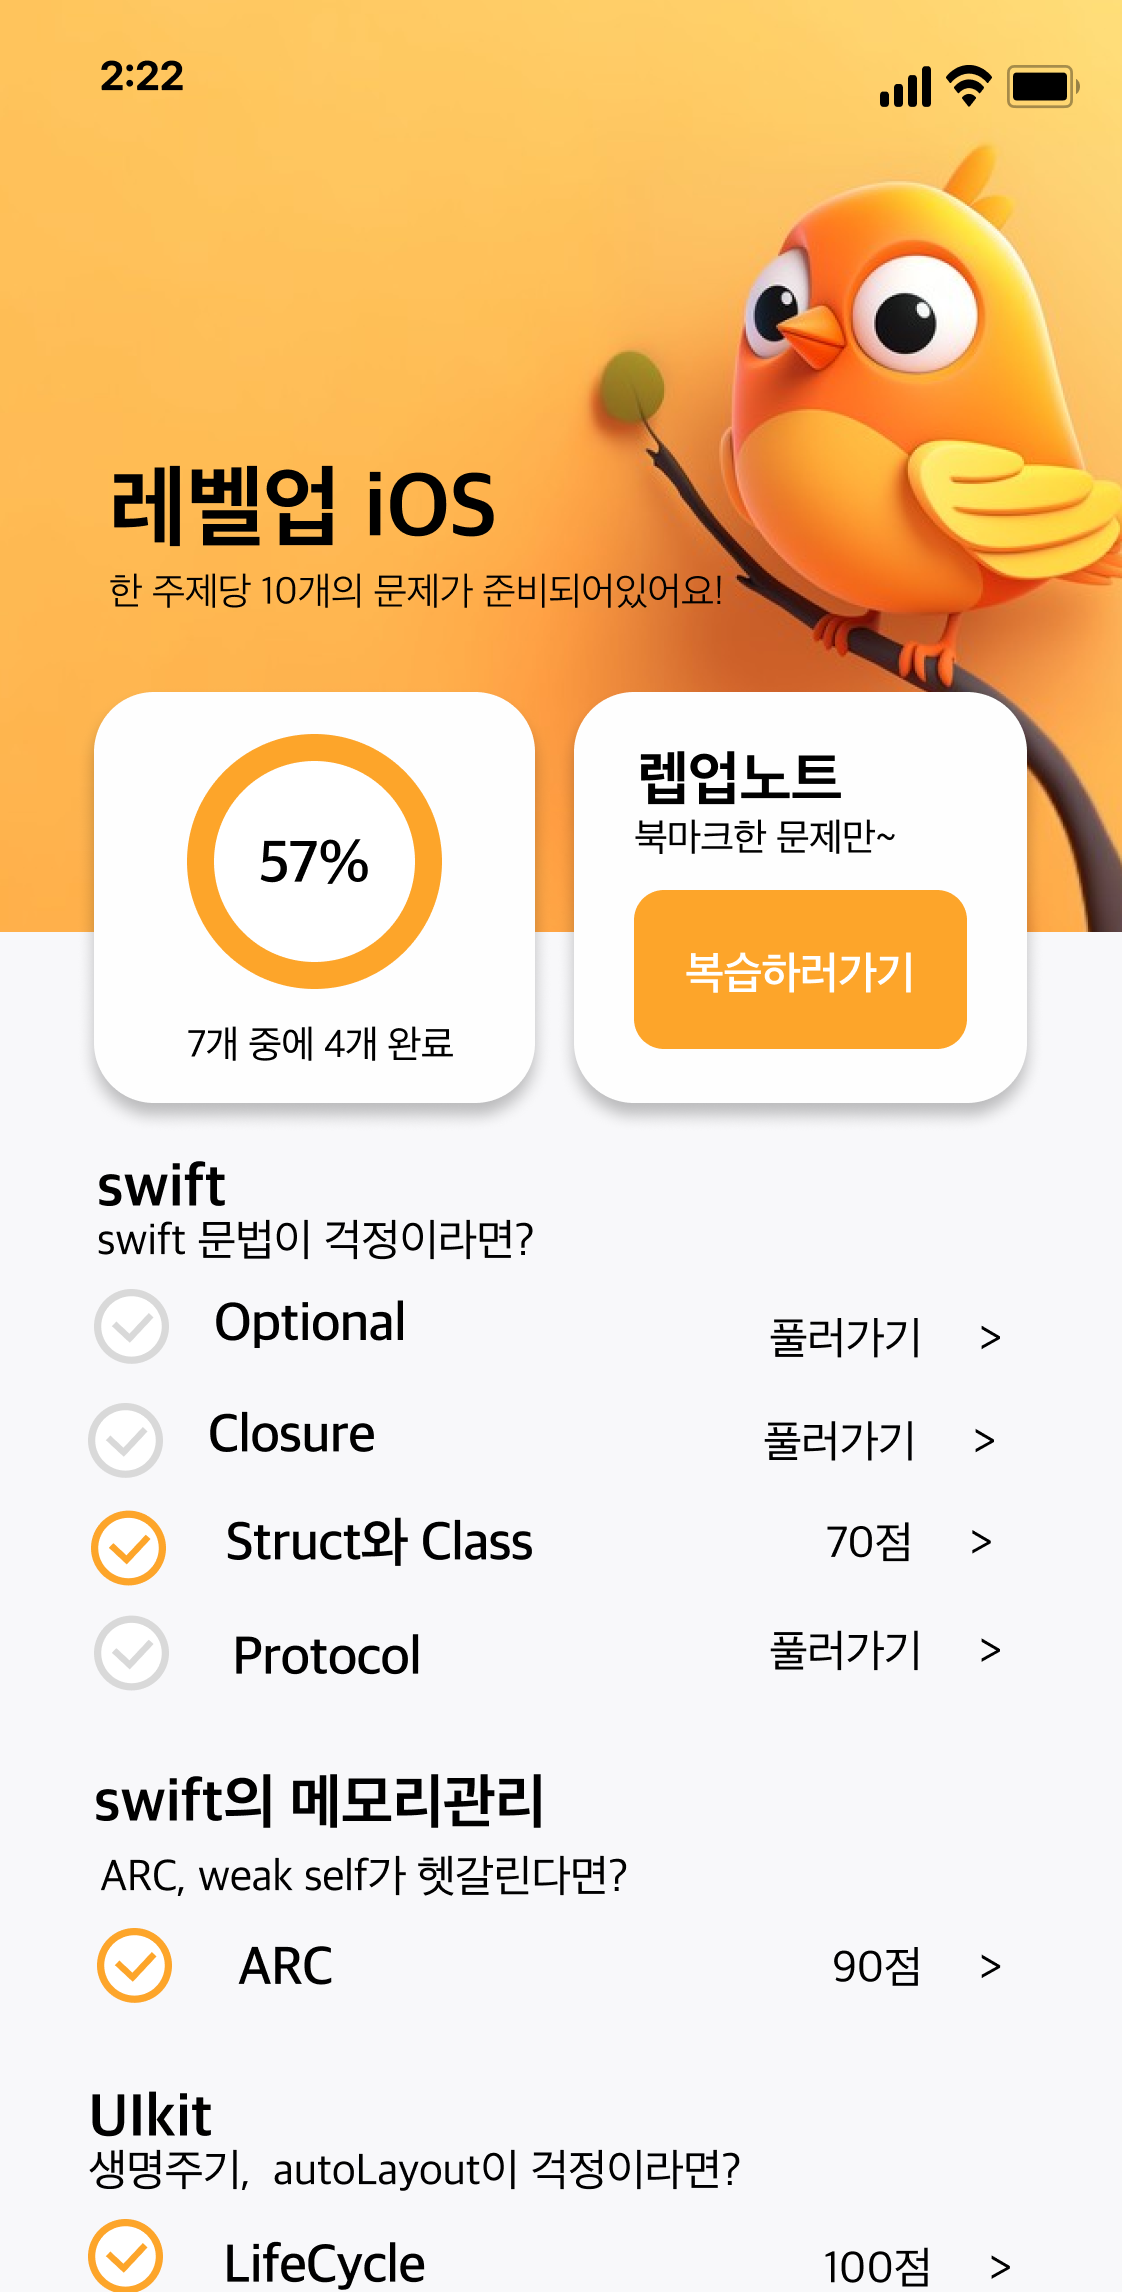 2:22
레벨업 iOS
한 주제당 10개의 문제가 준비되어있어요!
57%
7개 중에 4개 완료
렙업노트
북마크한 문제만~
복습하러가기
swift
swift 문법이 걱정이라면?
Optional 풀러가기 >
Closure 풀러가기 >
Struct와 Class 70점 >
Protocol 풀러가기 >
swift의 메모리관리
ARC, weak self가 헷갈린다면?
ARC 90점 >
UIkit
생명주기, autoLayout이 걱정이라면?
LifeCycle 100점 >